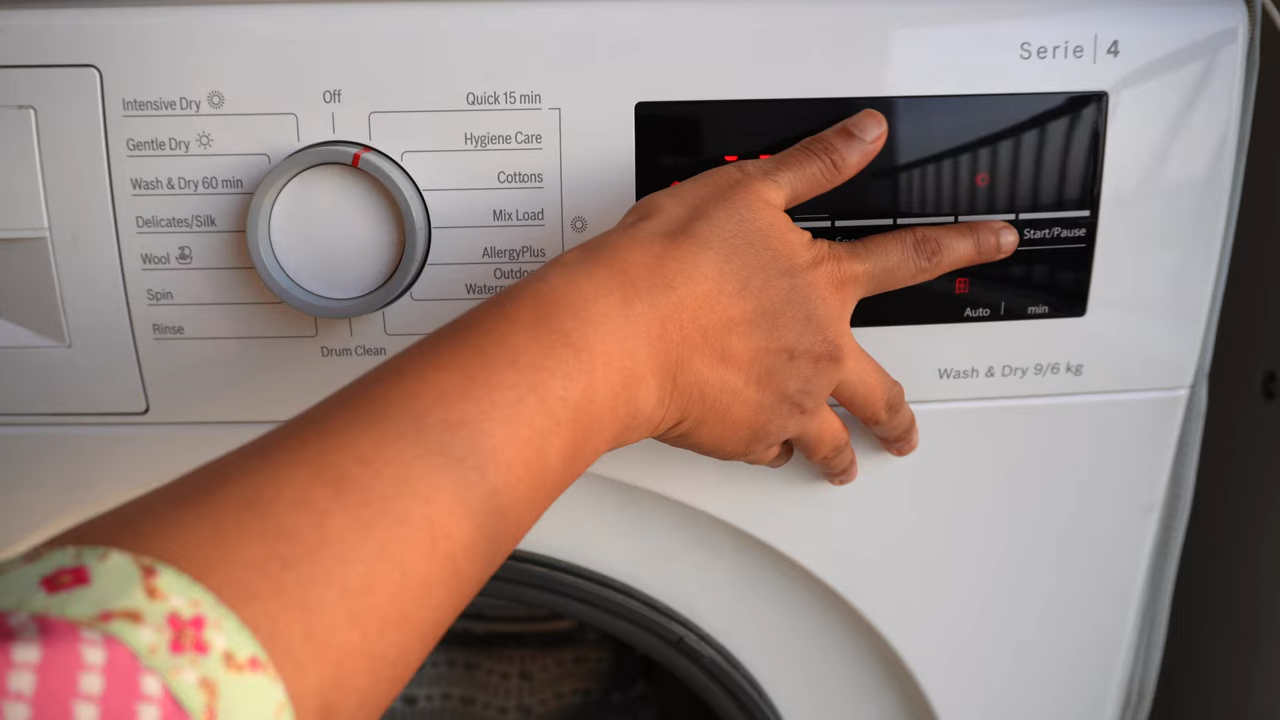 Serie | 4
Intensive Dry
Gentle Dry
Wash & Dry 60 min
Delicates/Silk
Wool
Spin
Rinse
Off
Drum Clean
Quick 15 min
Hygiene Care
Cottons
Mix Load
AllergyPlus
Start/Pause
Auto | min
Wash & Dry 9/6 kg